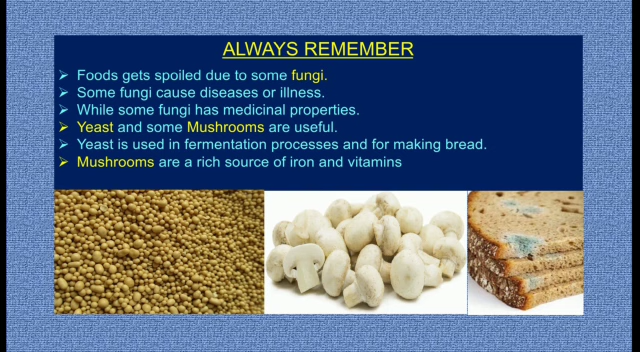 ALWAYS REMEMBER
➢ Foods gets spoiled due to some fungi.
➢ Some fungi cause diseases or illness.
➢ While some fungi has medicinal properties.
➢ Yeast and some Mushrooms are useful.
➢ Yeast is used in fermentation processes and for making bread.
➢ Mushrooms are a rich source of iron and vitamins